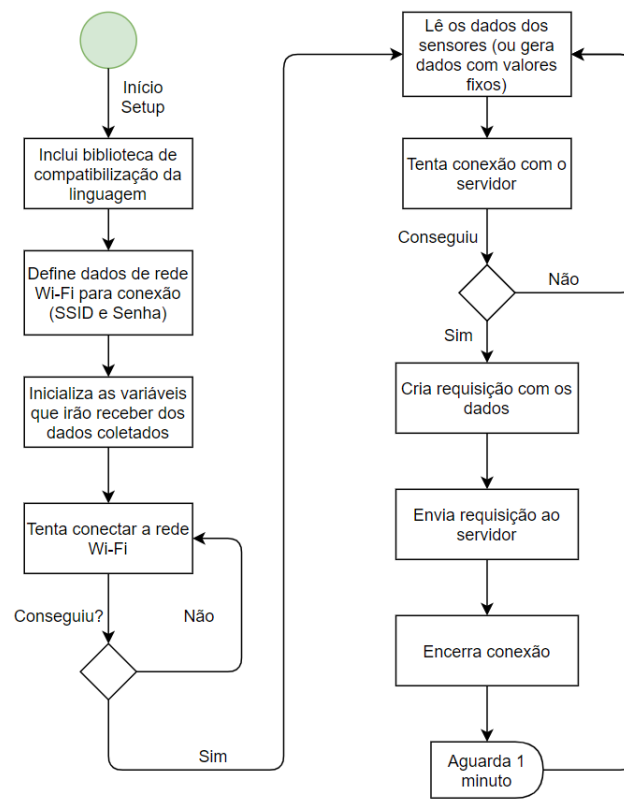 Início
Setup
Inclui biblioteca de
compatibilização da
linguagem
Define dados de rede
Wi-Fi para conexão
(SSID e Senha)
Inicializa as variáveis
que irão receber dos
dados coletados
Tenta conectar a rede
Wi-Fi
Conseguiu?
Não
Sim
Lê os dados dos
sensores (ou gera
dados com valores
fixos)
Tenta conexão com o
servidor
Conseguiu
Não
Sim
Cria requisição com os
dados
Envia requisição ao
servidor
Encerra conexão
Aguarda 1
minuto